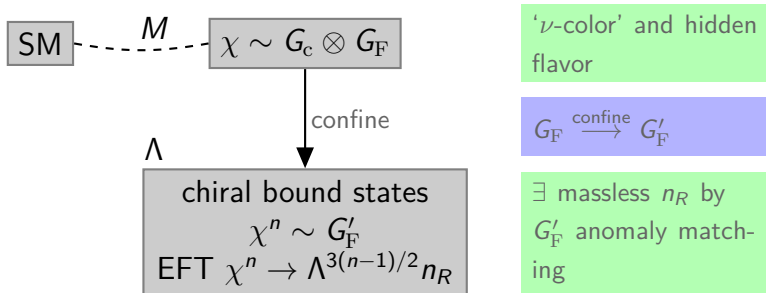 SM
M
χ ∼ G_c ⊗ G_F
confine
Λ
chiral bound states
χ^n ∼ G'_F
EFT χ^n → Λ^{3(n−1)/2} n_R
‘ν-color’ and hidden
flavor
G_F \xrightarrow{confine} G'_F
∃ massless n_R by
G'_F anomaly match-
ing